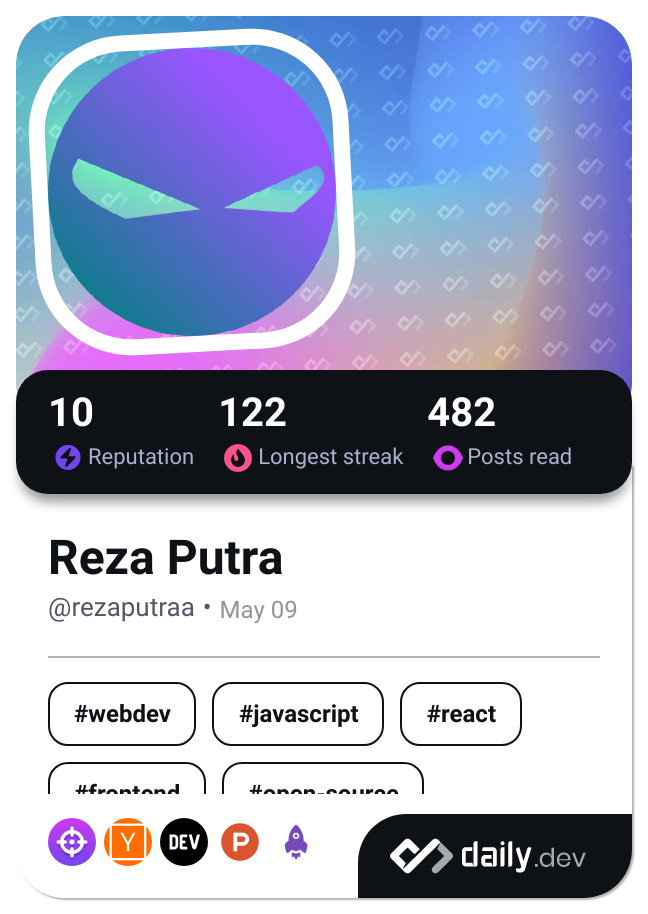 10 122 482
Reputation Longest streak Posts read
Reza Putra
@rezaputraa • May 09
#webdev #javascript #react
#frontend #open-source
Y DEV P daily.dev